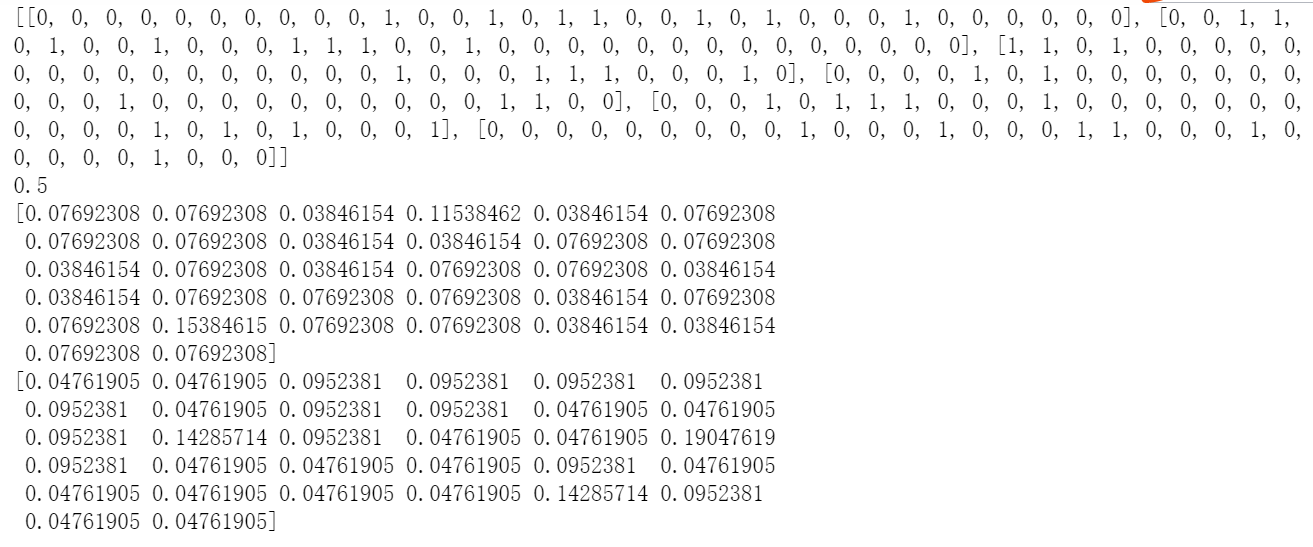 [[0, 0, 0, 0, 0, 0, 0, 0, 0, 0, 1, 0, 0, 1, 0, 1, 1, 0, 0, 1, 0, 1, 0, 0, 0, 1, 0, 0, 0, 0, 0, 0], [0, 0, 1, 1,
0, 1, 0, 0, 1, 0, 0, 0, 1, 1, 1, 0, 0, 1, 0, 0, 0, 0, 0, 0, 0, 0, 0, 0, 0, 0, 0, 0], [1, 1, 0, 1, 0, 0, 0, 0, 0,
0, 0, 0, 0, 0, 0, 0, 0, 0, 0, 0, 1, 0, 0, 0, 1, 1, 1, 0, 0, 0, 1, 0], [0, 0, 0, 0, 1, 0, 1, 0, 0, 0, 0, 0, 0, 0,
0, 0, 0, 1, 0, 0, 0, 0, 0, 0, 0, 0, 0, 0, 1, 1, 0, 0], [0, 0, 0, 1, 0, 1, 1, 1, 0, 0, 0, 1, 0, 0, 0, 0, 0, 0, 0,
0, 0, 0, 0, 1, 0, 1, 0, 1, 0, 0, 0, 1], [0, 0, 0, 0, 0, 0, 0, 0, 0, 1, 0, 0, 0, 1, 0, 0, 0, 1, 1, 0, 0, 0, 1, 0,
0, 0, 0, 0, 1, 0, 0, 0]]
0.5
[0.07692308 0.07692308 0.03846154 0.11538462 0.03846154 0.07692308
0.07692308 0.07692308 0.03846154 0.03846154 0.07692308 0.07692308
0.03846154 0.07692308 0.03846154 0.07692308 0.07692308 0.03846154
0.03846154 0.07692308 0.07692308 0.07692308 0.03846154 0.07692308
0.07692308 0.15384615 0.07692308 0.07692308 0.03846154 0.03846154
0.07692308 0.07692308]
[0.04761905 0.04761905 0.0952381 0.0952381 0.0952381 0.0952381
0.0952381 0.04761905 0.0952381 0.0952381 0.04761905 0.04761905
0.0952381 0.14285714 0.0952381 0.04761905 0.04761905 0.19047619
0.0952381 0.04761905 0.04761905 0.04761905 0.0952381 0.04761905
0.04761905 0.04761905 0.04761905 0.04761905 0.14285714 0.0952381
0.04761905 0.04761905]